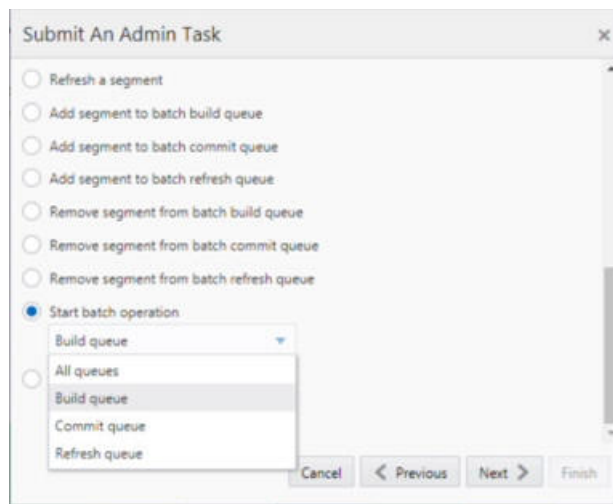 Submit An Admin Task
Refresh a segment
Add segment to batch build queue
Add segment to batch commit queue
Add segment to batch refresh queue
Remove segment from batch build queue
Remove segment from batch commit queue
Remove segment from batch refresh queue
Start batch operation
Build queue
All queues
Build queue
Commit queue
Refresh queue
Cancel Previous Next Finish